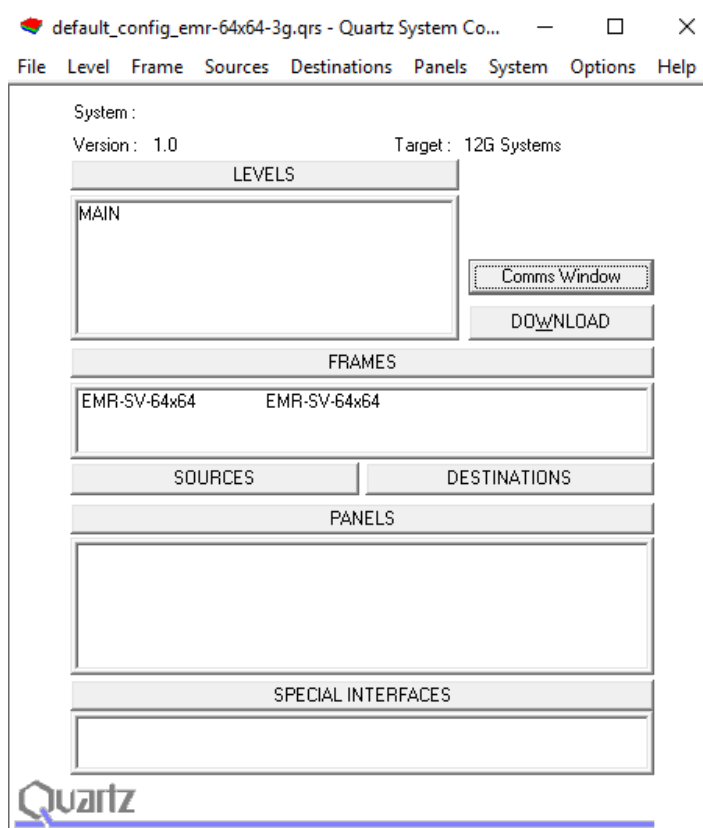 default_config_emr-64x64-3g.qrs - Quartz System Co...
File Level Frame Sources Destinations Panels System Options Help
System :
Version : 1.0 Target : 12G Systems
LEVELS
MAIN
Comms Window
DOWNLOAD
FRAMES
EMR-SV-64x64 EMR-SV-64x64
SOURCES DESTINATIONS
PANELS
SPECIAL INTERFACES
Quartz